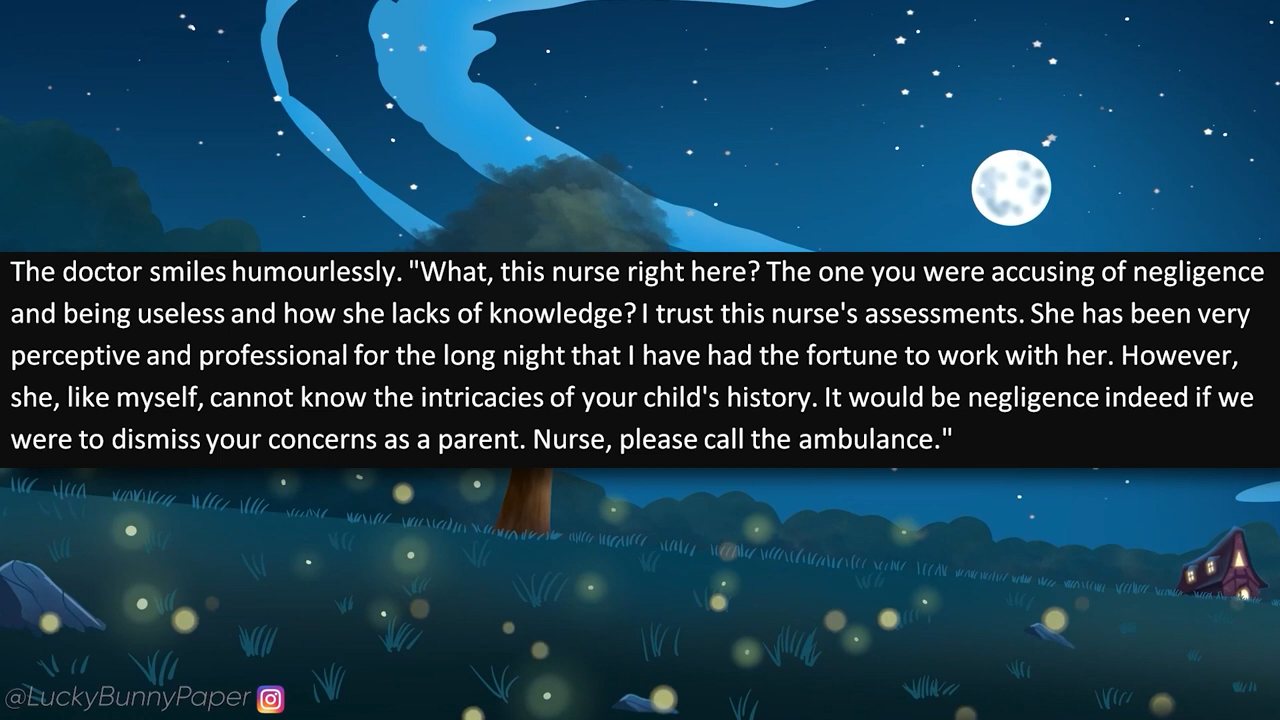 The doctor smiles humourlessly. "What, this nurse right here? The one you were accusing of negligence
and being useless and how she lacks of knowledge? I trust this nurse's assessments. She has been very
perceptive and professional for the long night that I have had the fortune to work with her. However,
she, like myself, cannot know the intricacies of your child's history. It would be negligence indeed if we
were to dismiss your concerns as a parent. Nurse, please call the ambulance."
@LuckyBunnyPaper